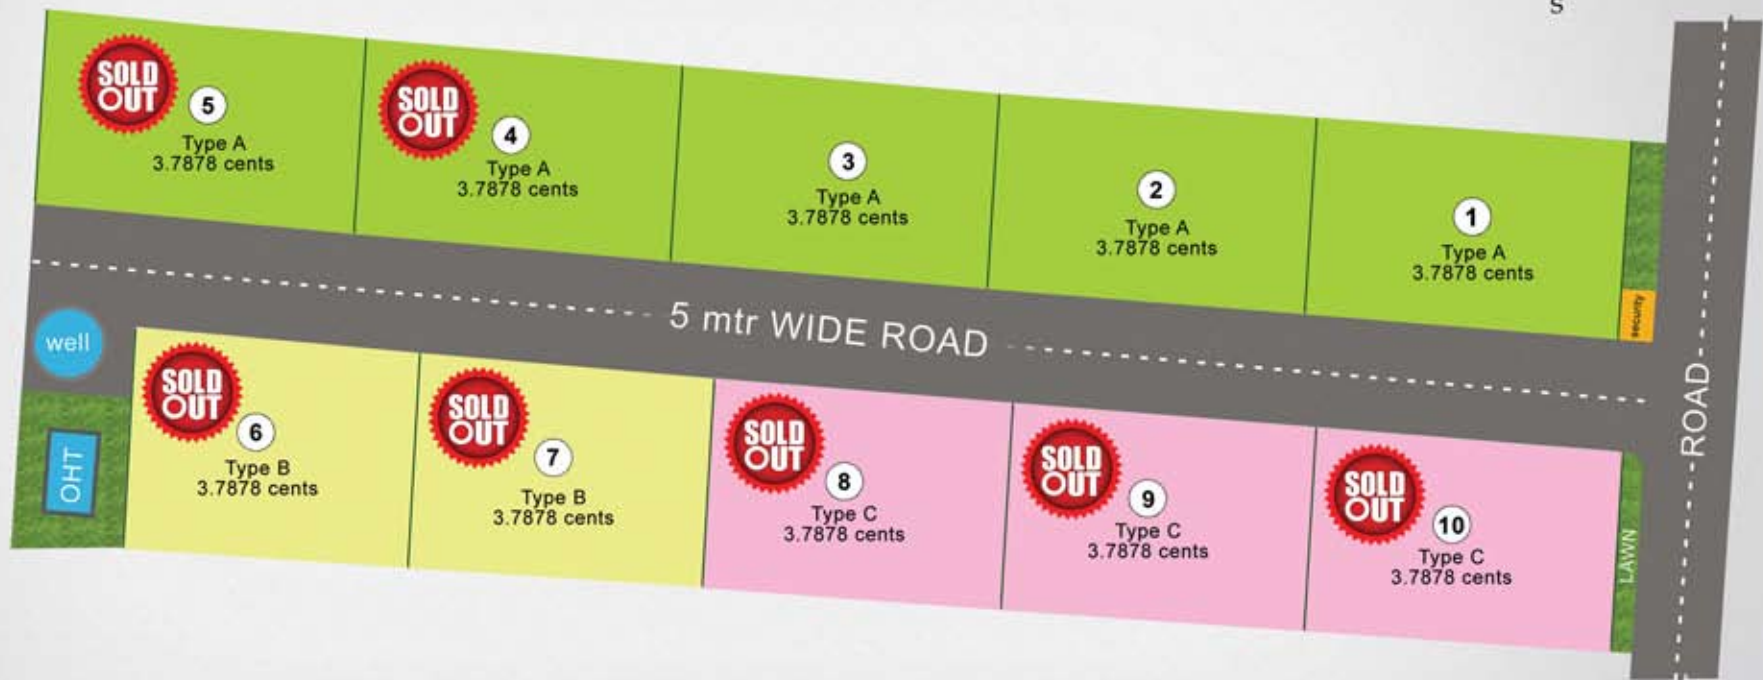 S
SOLD
OUT
5
Type A
3.7878 cents
SOLD
OUT
4
Type A
3.7878 cents
3
Type A
3.7878 cents
2
Type A
3.7878 cents
1
Type A
3.7878 cents
security
5 mtr WIDE ROAD
ROAD
well
OHT
SOLD
OUT
6
Type B
3.7878 cents
SOLD
OUT
7
Type B
3.7878 cents
SOLD
OUT
8
Type C
3.7878 cents
SOLD
OUT
9
Type C
3.7878 cents
SOLD
OUT
10
Type C
3.7878 cents
LAWN